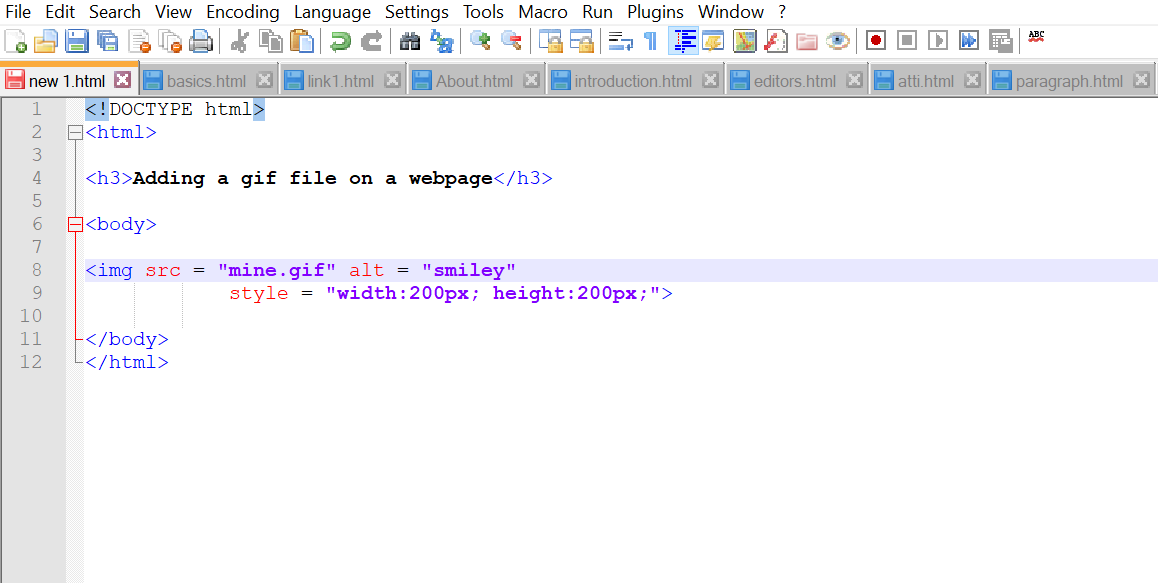 File Edit Search View Encoding Language Settings Tools Macro Run Plugins Window ?
ABC
new 1.html basics.html link1.html About.html introduction.html editors.html atti.html paragraph.html
1 <!DOCTYPE html>
2 <html>
3
4 <h3>Adding a gif file on a webpage</h3>
5
6 <body>
7
8 <img src = "mine.gif" alt = "smiley"
9 style = "width:200px; height:200px;">
10
11 </body>
12 </html>